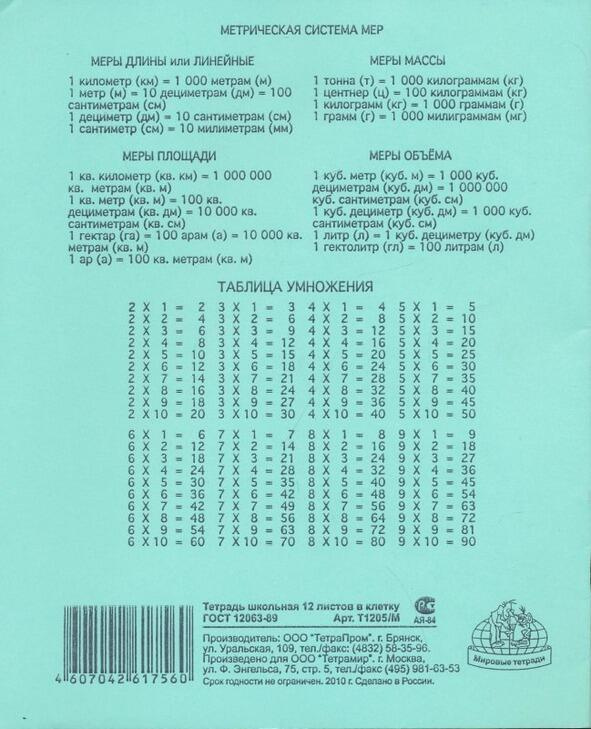 МЕТРИЧЕСКАЯ СИСТЕМА МЕР
МЕРЫ ДЛИНЫ или ЛИНЕЙНЫЕ
1 километр (км) = 1 000 метрам (м)
1 метр (м) = 10 дециметрам (дм) = 100
сантиметрам (см)
1 дециметр (дм) = 10 сантиметрам (см)
1 сантиметр (см) = 10 милиметрам (мм)
МЕРЫ МАССЫ
1 тонна (т) = 1 000 килограммам (кг)
1 центнер (ц) = 100 килограммам (кг)
1 килограмм (кг) = 1 000 граммам (г)
1 грамм (г) = 1 000 милиграммам (мг)
МЕРЫ ПЛОЩАДИ
1 кв. километр (кв. км) = 1 000 000
кв. метрам (кв. м)
1 кв. метр (кв. м) = 100 кв.
дециметрам (кв. дм) = 10 000 кв.
сантиметрам (кв. см)
1 гектар (га) = 100 арам (а) = 10 000 кв.
метрам (кв. м)
1 ар (а) = 100 кв. метрам (кв. м)
МЕРЫ ОБЪЁМА
1 куб. метр (куб. м) = 1 000 куб.
дециметрам (куб. дм) = 1 000 000
куб. сантиметрам (куб. см)
1 куб. дециметр (куб. дм) = 1 000 куб.
сантиметрам (куб. см)
1 литр (л) = 1 куб. дециметру (куб. дм)
1 гектолитр (гл) = 100 литрам (л)
ТАБЛИЦА УМНОЖЕНИЯ
2 X 1 = 2 3 X 1 = 3 4 X 1 = 4 5 X 1 = 5
2 X 2 = 4 3 X 2 = 6 4 X 2 = 8 5 X 2 = 10
2 X 3 = 6 3 X 3 = 9 4 X 3 = 12 5 X 3 = 15
2 X 4 = 8 3 X 4 = 12 4 X 4 = 16 5 X 4 = 20
2 X 5 = 10 3 X 5 = 15 4 X 5 = 20 5 X 5 = 25
2 X 6 = 12 3 X 6 = 18 4 X 6 = 24 5 X 6 = 30
2 X 7 = 14 3 X 7 = 21 4 X 7 = 28 5 X 7 = 35
2 X 8 = 16 3 X 8 = 24 4 X 8 = 32 5 X 8 = 40
2 X 9 = 18 3 X 9 = 27 4 X 9 = 36 5 X 9 = 45
2 X 10 = 20 3 X 10 = 30 4 X 10 = 40 5 X 10 = 50
6 X 1 = 6 7 X 1 = 7 8 X 1 = 8 9 X 1 = 9
6 X 2 = 12 7 X 2 = 14 8 X 2 = 16 9 X 2 = 18
6 X 3 = 18 7 X 3 = 21 8 X 3 = 24 9 X 3 = 27
6 X 4 = 24 7 X 4 = 28 8 X 4 = 32 9 X 4 = 36
6 X 5 = 30 7 X 5 = 35 8 X 5 = 40 9 X 5 = 45
6 X 6 = 36 7 X 6 = 42 8 X 6 = 48 9 X 6 = 54
6 X 7 = 42 7 X 7 = 49 8 X 7 = 56 9 X 7 = 63
6 X 8 = 48 7 X 8 = 56 8 X 8 = 64 9 X 8 = 72
6 X 9 = 54 7 X 9 = 63 8 X 9 = 72 9 X 9 = 81
6 X 10 = 60 7 X 10 = 70 8 X 10 = 80 9 X 10 = 90
Тетрадь школьная 12 листов в клетку
ГОСТ 12063-89 Арт. Т1205/М
АЯ-84
Производитель: ООО "ТетраПром". г. Брянск,
ул. Уральская, 109, тел./факс: (4832) 58-35-96.
Произведено для ООО "Тетрамир". г. Москва,
ул. Ф. Энгельса, 75, стр. 5, тел./факс (495) 981-63-53
Срок годности не ограничен. 2010 г. Сделано в России.
4 607042 617560
Мировые тетради